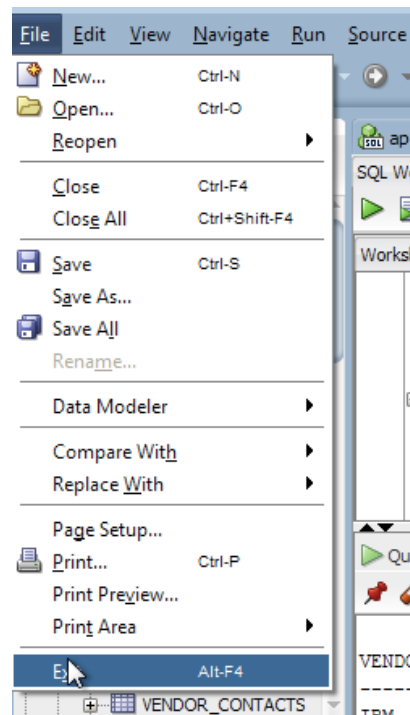 File Edit View Navigate Run Source
New... Ctrl-N
Open... Ctrl-O
Reopen
Close Ctrl-F4
Close All Ctrl+Shift-F4
Save Ctrl-S
Save As...
Save All
Rename...
Data Modeler
Compare With
Replace With
Page Setup...
Print... Ctrl-P
Print Preview...
Print Area
Alt-F4
VENDOR_CONTACTS
SQL